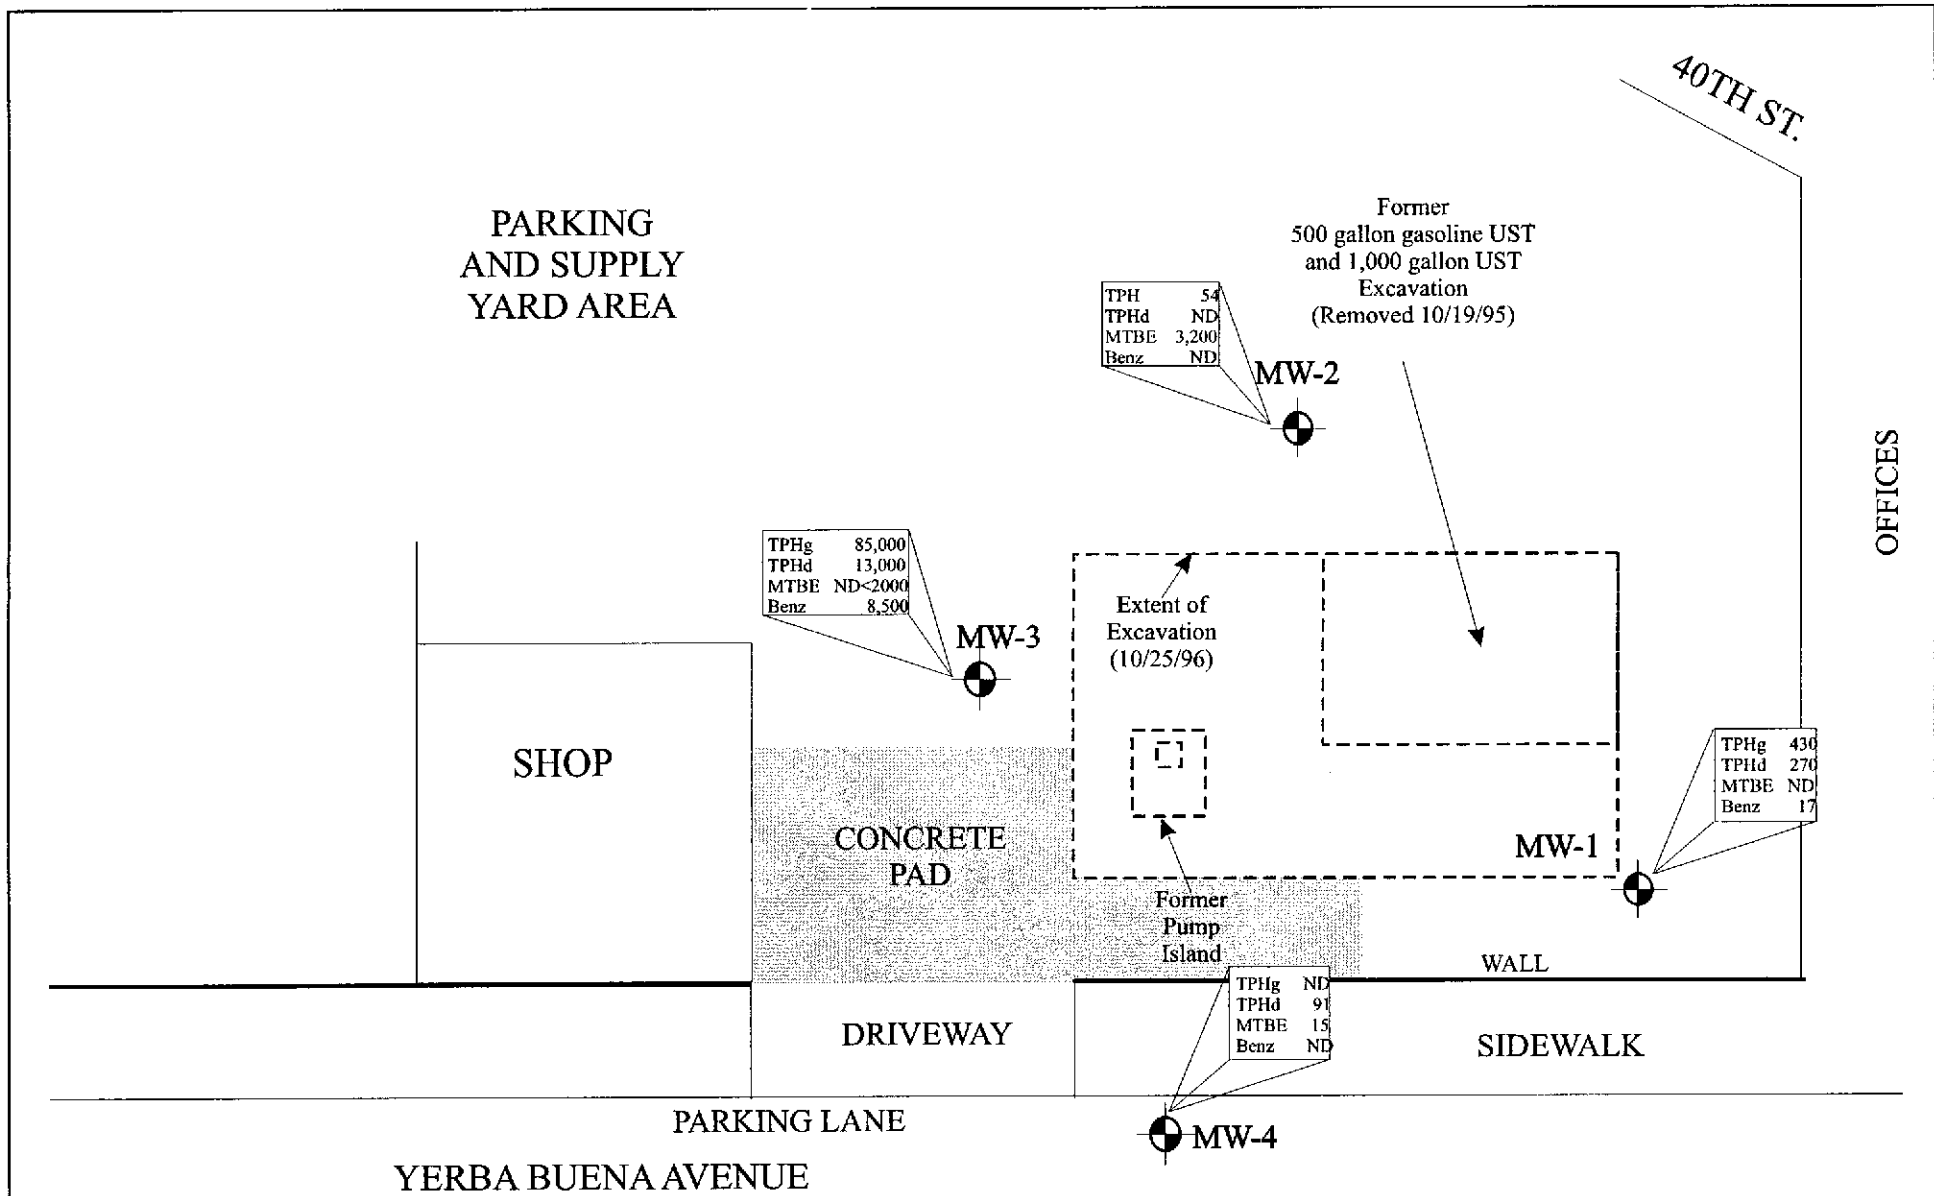 40TH ST.
PARKING
AND SUPPLY
YARD AREA
Former
500 gallon gasoline UST
and 1,000 gallon UST
Excavation
(Removed 10/19/95)
TPH 54
TPHd ND
MTBE 3,200
Benz ND
MW-2
OFFICES
TPHg 85,000
TPHd 13,000
MTBE ND<2000
Benz 8,500
MW-3
Extent of
Excavation
(10/25/96)
SHOP
TPHg 430
TPHd 270
MTBE ND
Benz 17
MW-1
CONCRETE
PAD
Former
Pump
Island
WALL
TPHg ND
TPHd 91
MTBE 15
Benz ND
DRIVEWAY
SIDEWALK
PARKING LANE
MW-4
YERBA BUENA AVENUE